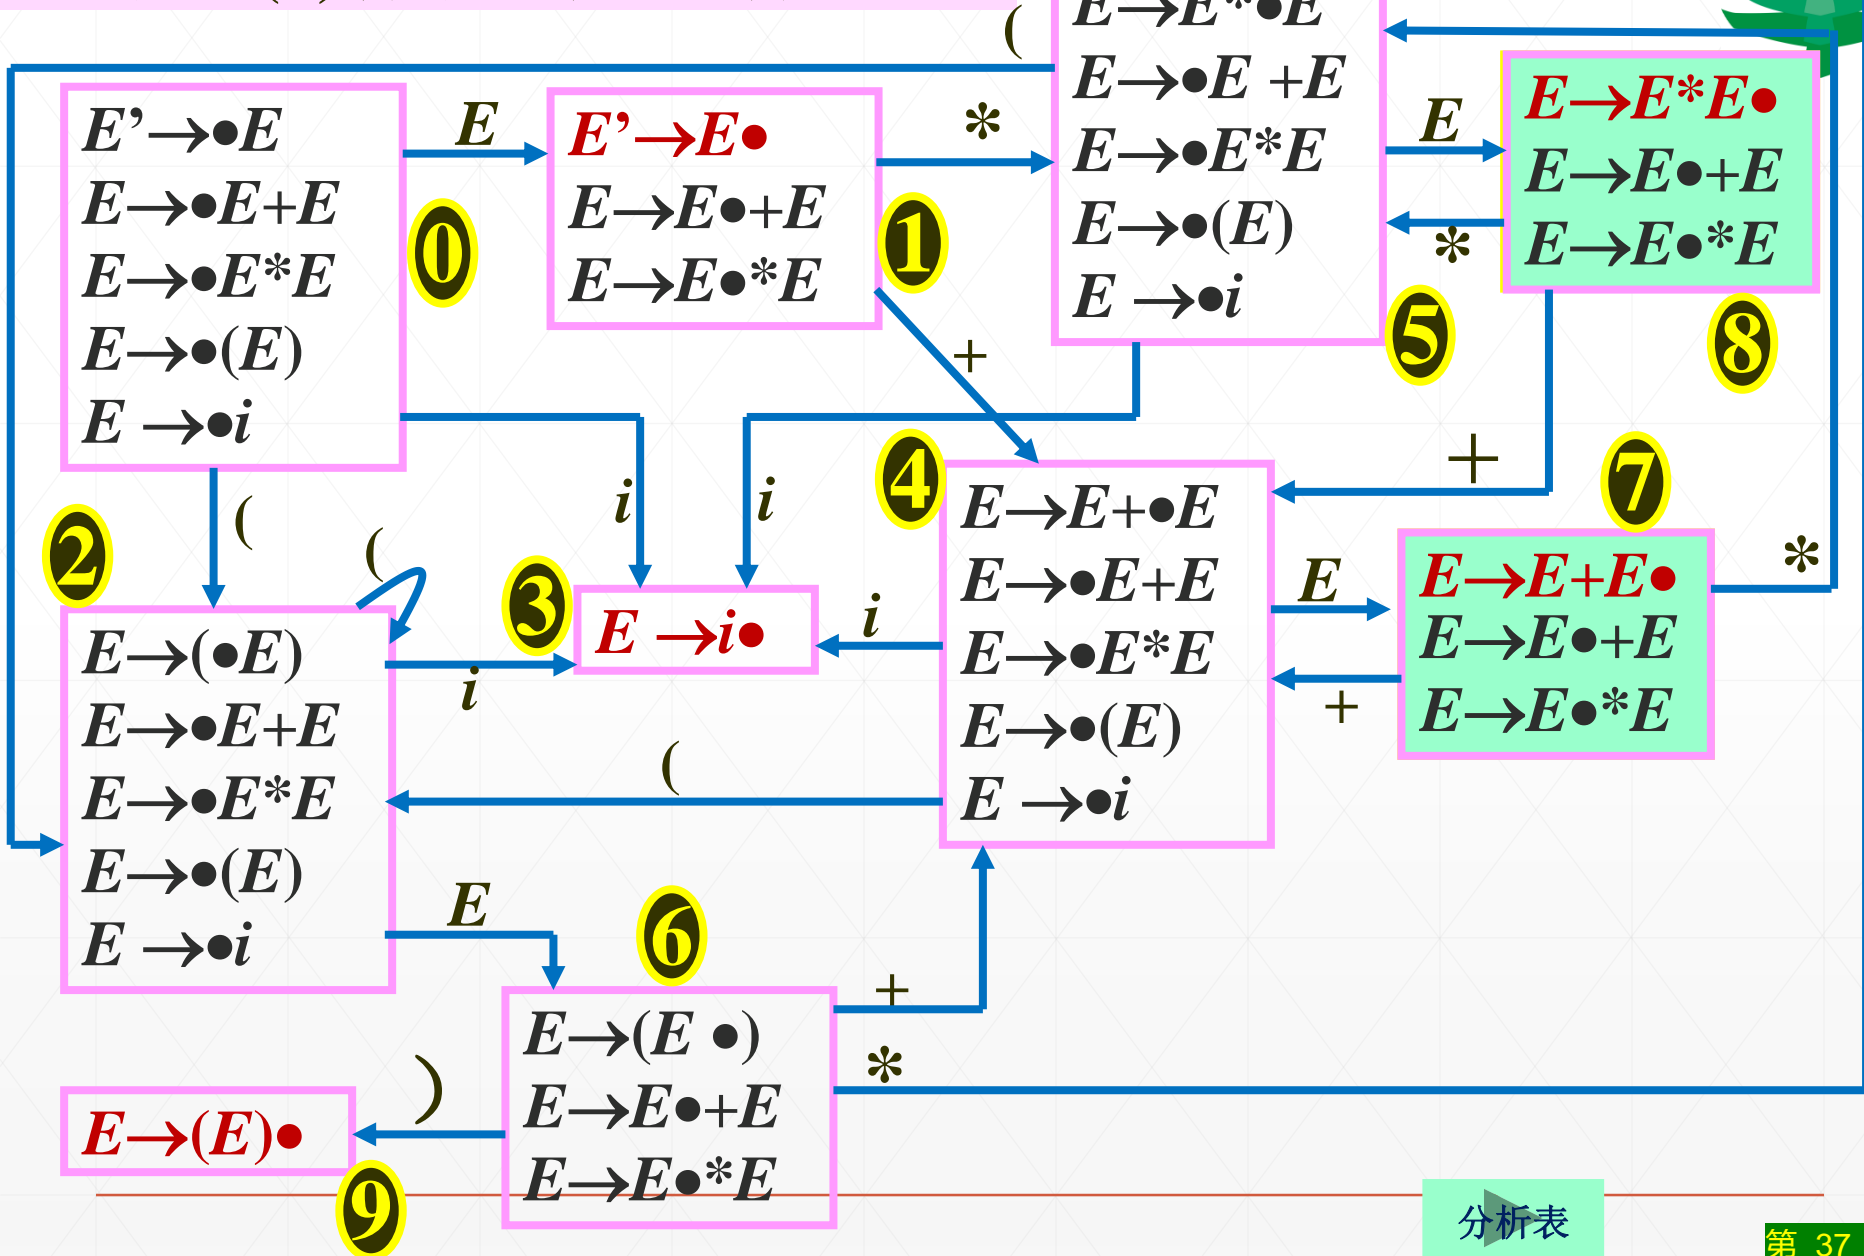 (
E→E*●E
E→●E +E
E→●E*E
E→●(E)
E →●i
5
E’→●E
E→●E+E
E→●E*E
E→●(E)
E →●i
0
E
E’→E●
E→E●+E
E→E●*E
1
*
+
E
*
E→E*E●
E→E●+E
E→E●*E
8
+
(
(
i
i
2
E→(●E)
E→●E+E
E→●E*E
E→●(E)
E →●i
3
E →i●
i
i
(
4
E→E+●E
E→●E+E
E→●E*E
E→●(E)
E →●i
E
+
7
E→E+E●
E→E●+E
E→E●*E
*
E
6
E→(E ●)
E→E●+E
E→E●*E
+
*
)
E→(E)●
9
分析表
第 37